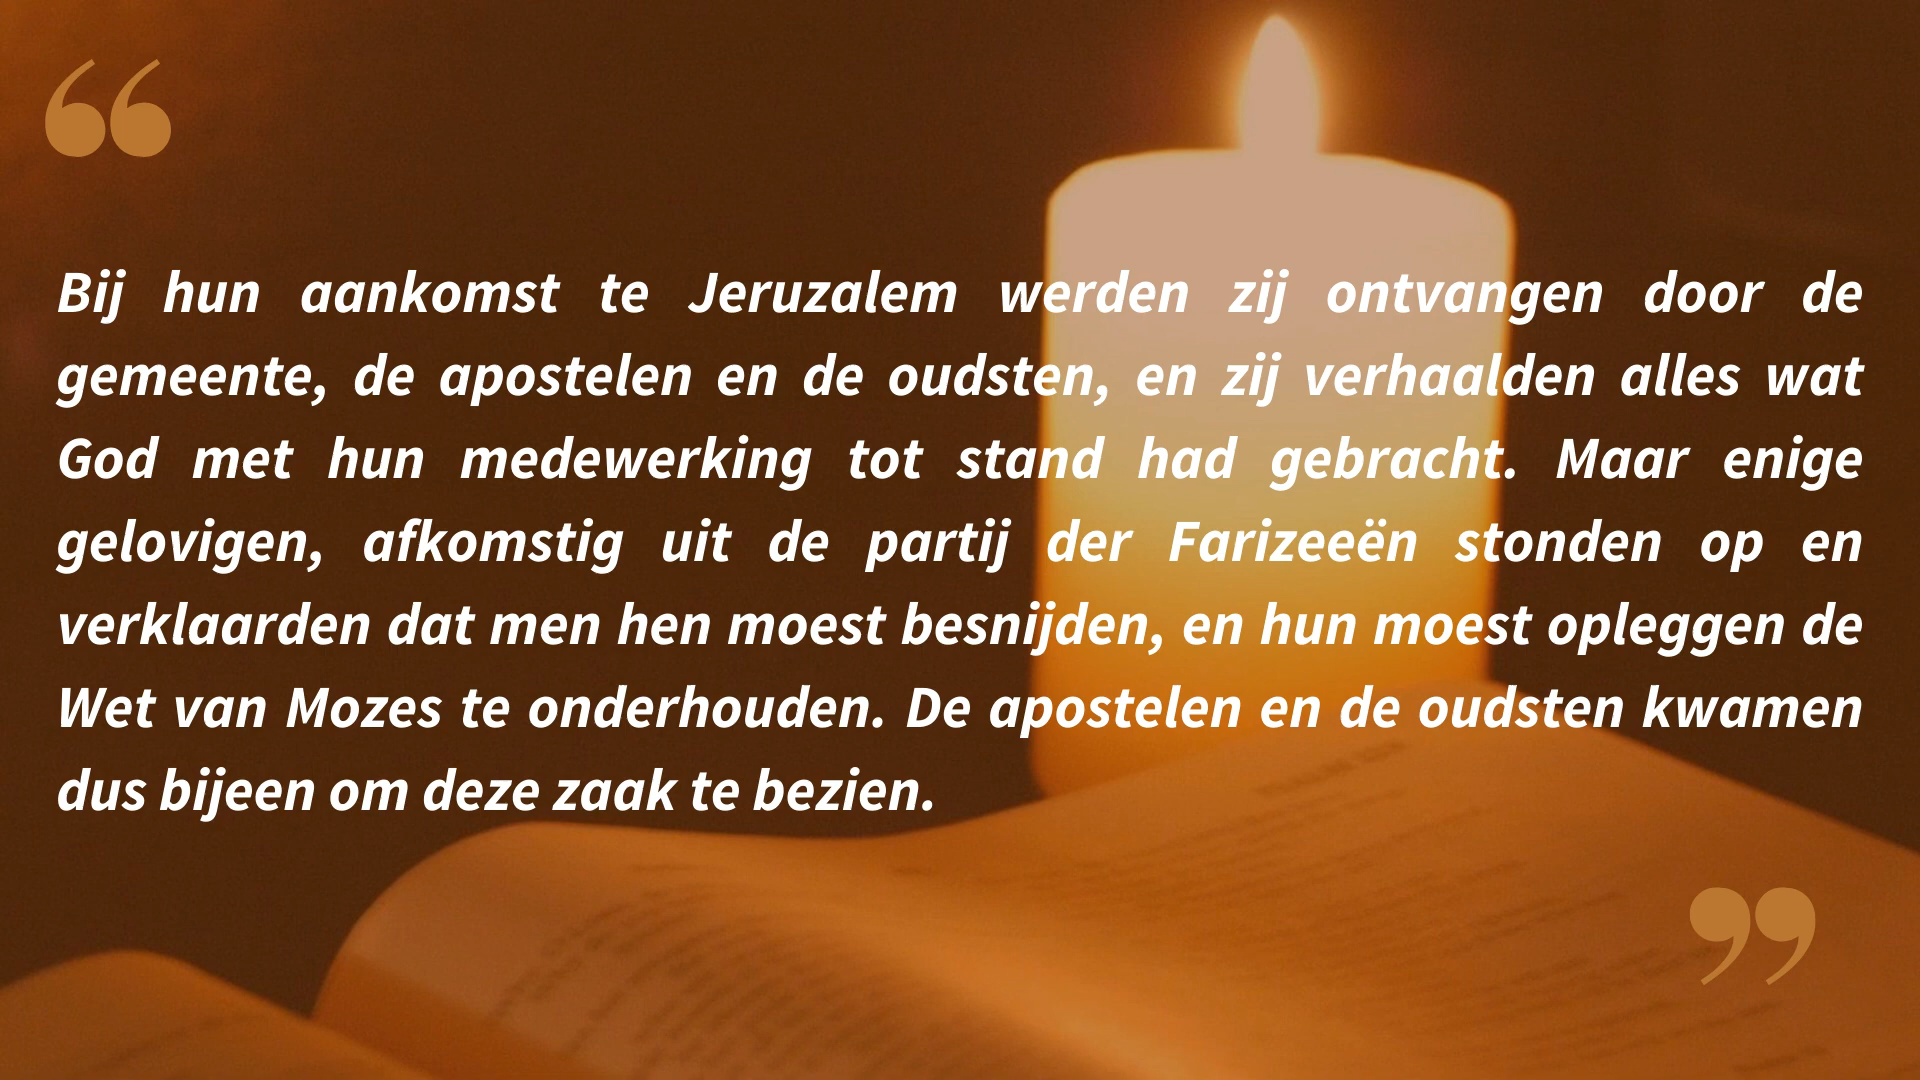 “
Bij hun aankomst te Jeruzalem werden zij ontvangen door de
gemeente, de apostelen en de oudsten, en zij verhaalden alles wat
God met hun medewerking tot stand had gebracht. Maar enige
gelovigen, afkomstig uit de partij der Farizeeën stonden op en
verklaarden dat men hen moest besnijden, en hun moest opleggen de
Wet van Mozes te onderhouden. De apostelen en de oudsten kwamen
dus bijeen om deze zaak te bezien.
”